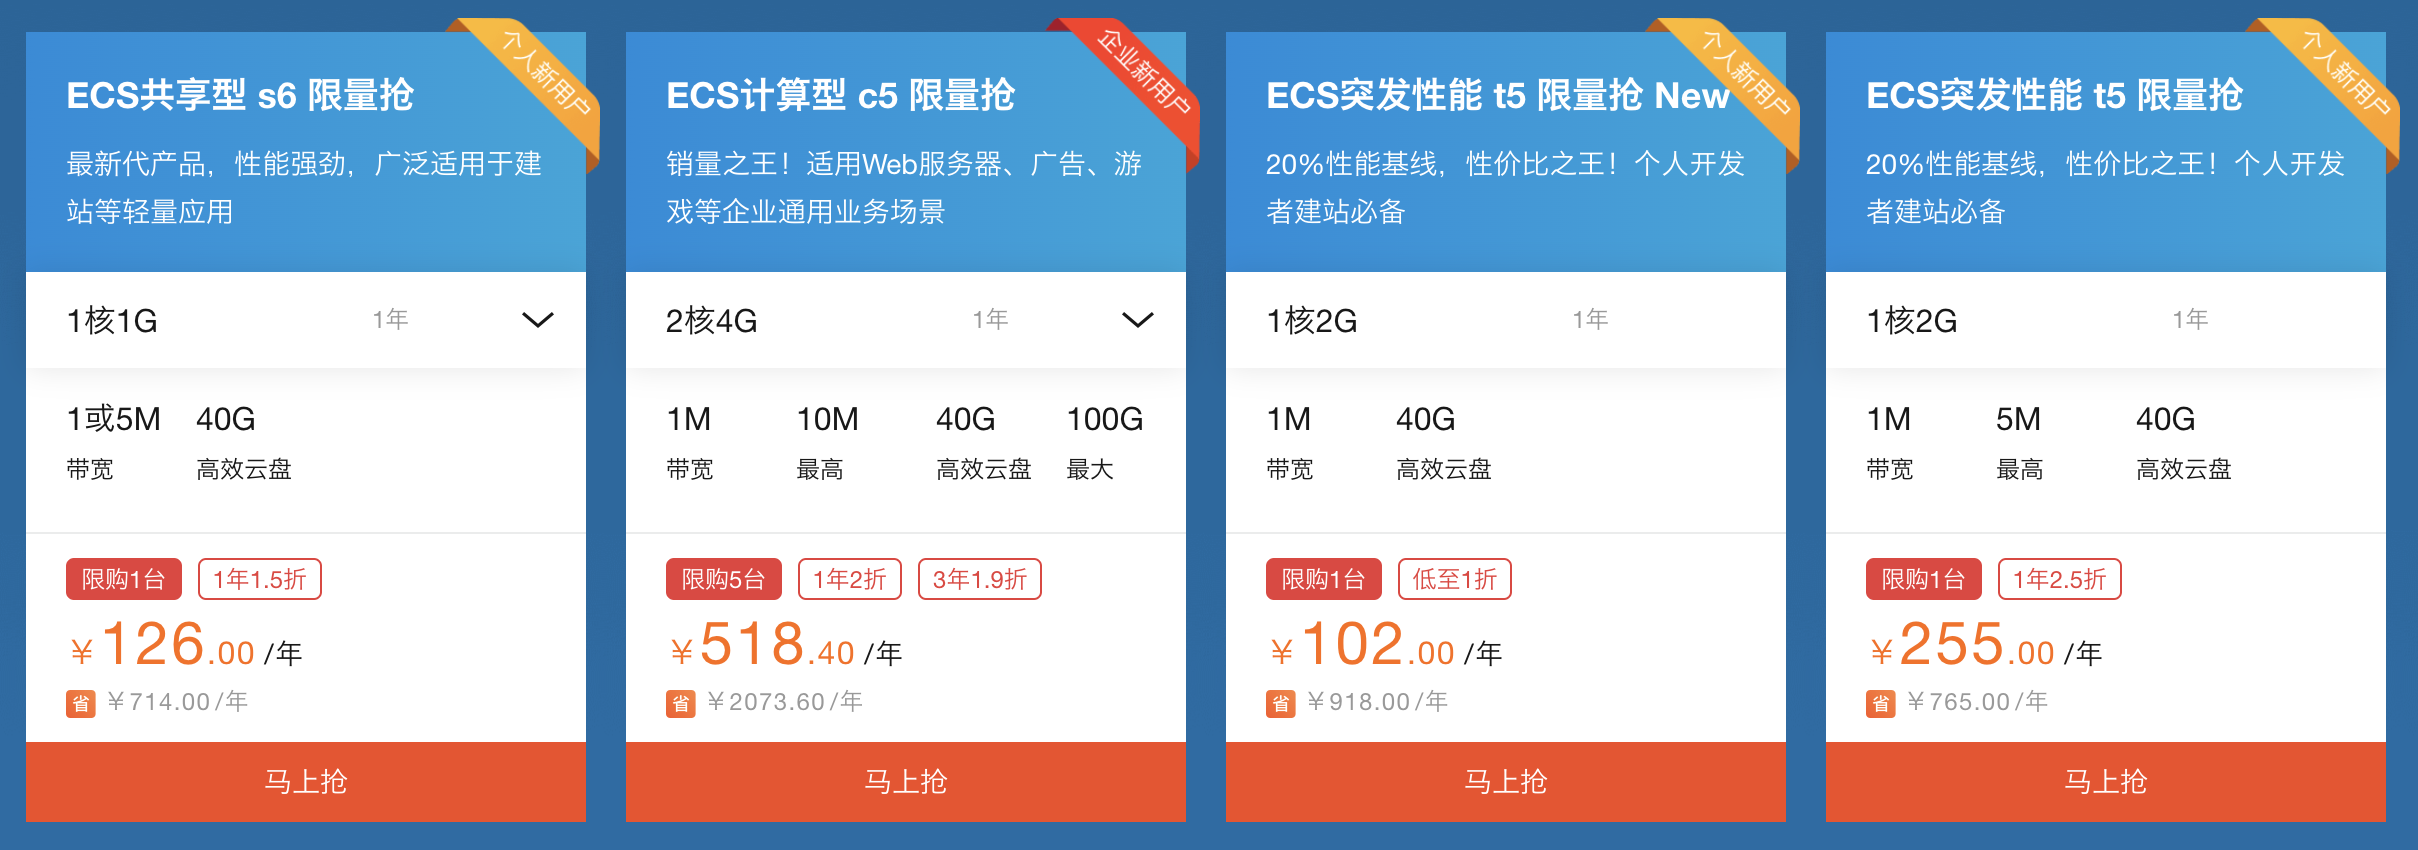 个人新用户
ECS共享型 s6 限量抢
最新代产品，性能强劲，广泛适用于建
站等轻量应用
1核1G 1年
1或5M 40G
带宽 高效云盘
限购1台 1年1.5折
￥126.00 /年
省 ￥714.00/年
马上抢
企业新用户
ECS计算型 c5 限量抢
销量之王！适用Web服务器、广告、游
戏等企业通用业务场景
2核4G 1年
1M 10M 40G 100G
带宽 最高 高效云盘 最大
限购5台 1年2折 3年1.9折
￥518.40 /年
省 ￥2073.60/年
马上抢
个人新用户
ECS突发性能 t5 限量抢 New
20%性能基线，性价比之王！个人开发
者建站必备
1核2G 1年
1M 40G
带宽 高效云盘
限购1台 低至1折
￥102.00 /年
省 ￥918.00/年
马上抢
个人新用户
ECS突发性能 t5 限量抢
20%性能基线，性价比之王！个人开发
者建站必备
1核2G 1年
1M 5M 40G
带宽 最高 高效云盘
限购1台 1年2.5折
￥255.00 /年
省 ￥765.00/年
马上抢